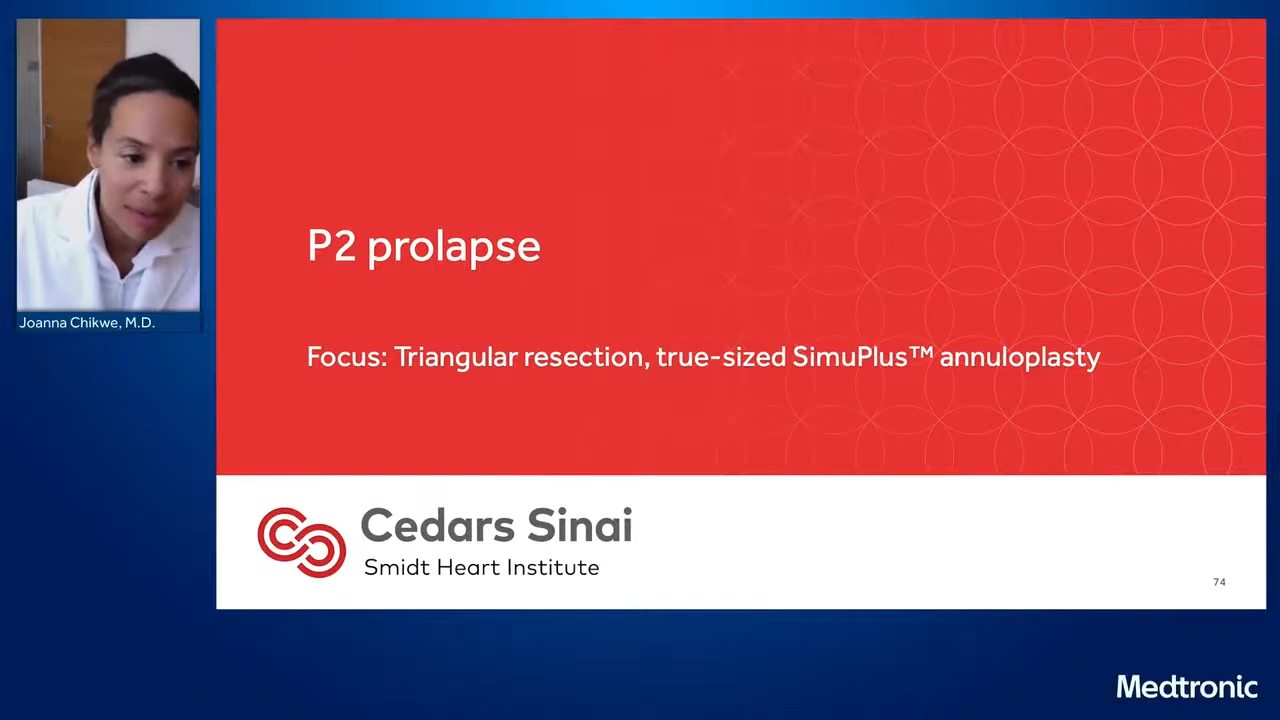 Joanna Chikwe, M.D.
P2 prolapse
Focus: Triangular resection, true-sized SimuPlus™ annuloplasty
Cedars Sinai
Smidt Heart Institute
74
Medtronic